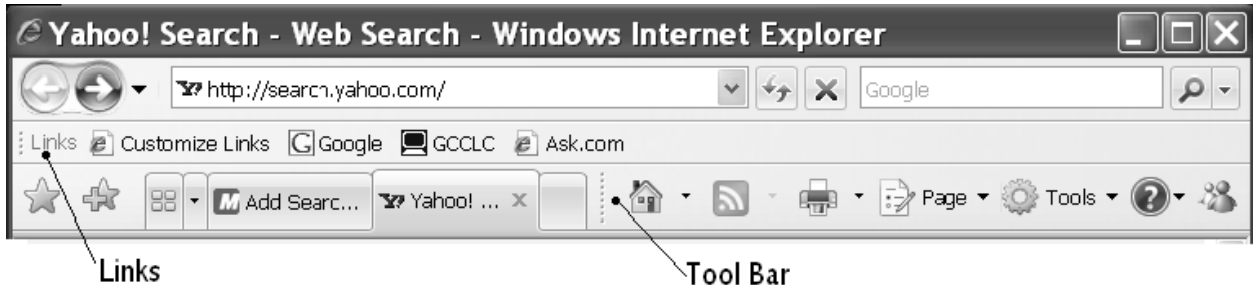 Yahoo! Search - Web Search - Windows Internet Explorer
Y? http://search.yahoo.com/ Google
Links Customize Links G Google GCCLC Ask.com
M Add Searc... Y? Yahoo! ... Page Tools ?
Links Tool Bar